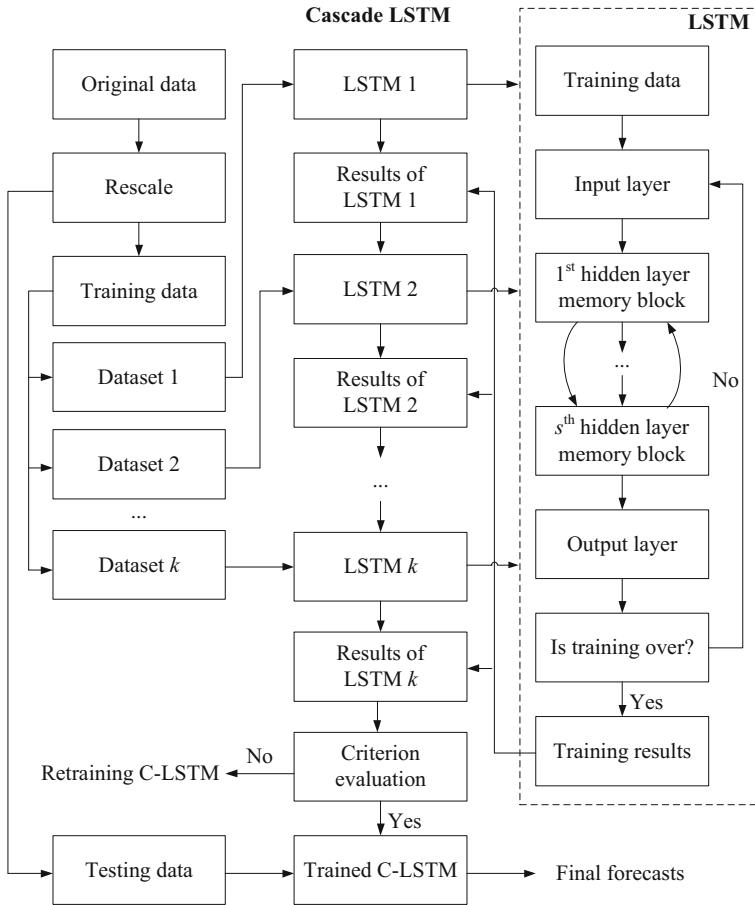 Cascade LSTM
LSTM
Original data
Rescale
Training data
Dataset 1
Dataset 2
...
Dataset k
Testing data
LSTM 1
Results of
LSTM 1
LSTM 2
Results of
LSTM 2
...
LSTM k
Results of
LSTM k
Criterion
evaluation
No
Retraining C-LSTM
Yes
Trained C-LSTM
Final forecasts
Training data
Input layer
1st hidden layer
memory block
...
No
sth hidden layer
memory block
Output layer
Is training over?
Yes
Training results